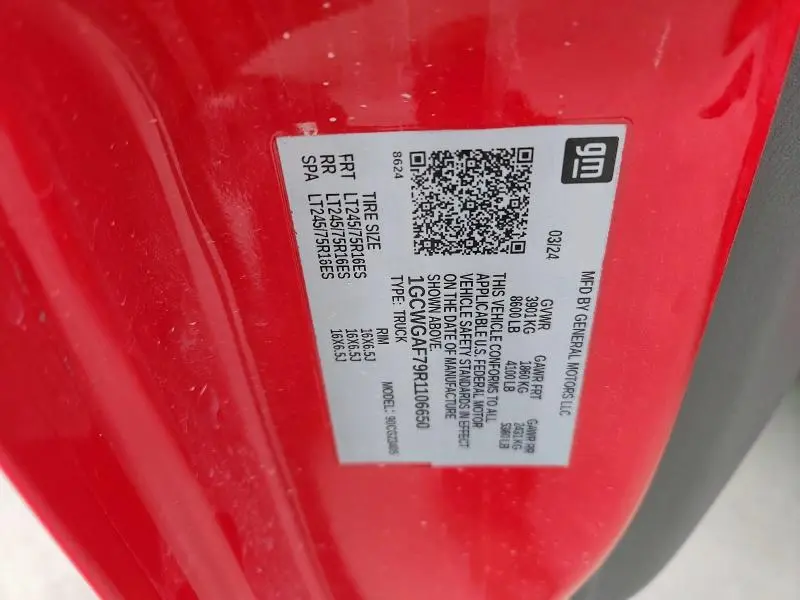 gm
MFD BY GENERAL MOTORS LLC
03/24
GVWR GAWR FRT GAWR RR
3901 KG 1860 KG 2431 KG
8600 LB 4100 LB 5360 LB
THIS VEHICLE CONFORMS TO ALL
APPLICABLE U.S. FEDERAL MOTOR
VEHICLE SAFETY STANDARDS IN EFFECT
ON THE DATE OF MANUFACTURE
SHOWN ABOVE.
1GCWGAF79R1106650
TYPE: TRUCK
8624
MODEL:
TIRE SIZE RIM
FRT LT245/75R16ES 16X6.5J
RR LT245/75R16ES 16X6.5J
SPA LT245/75R16ES 16X6.5J